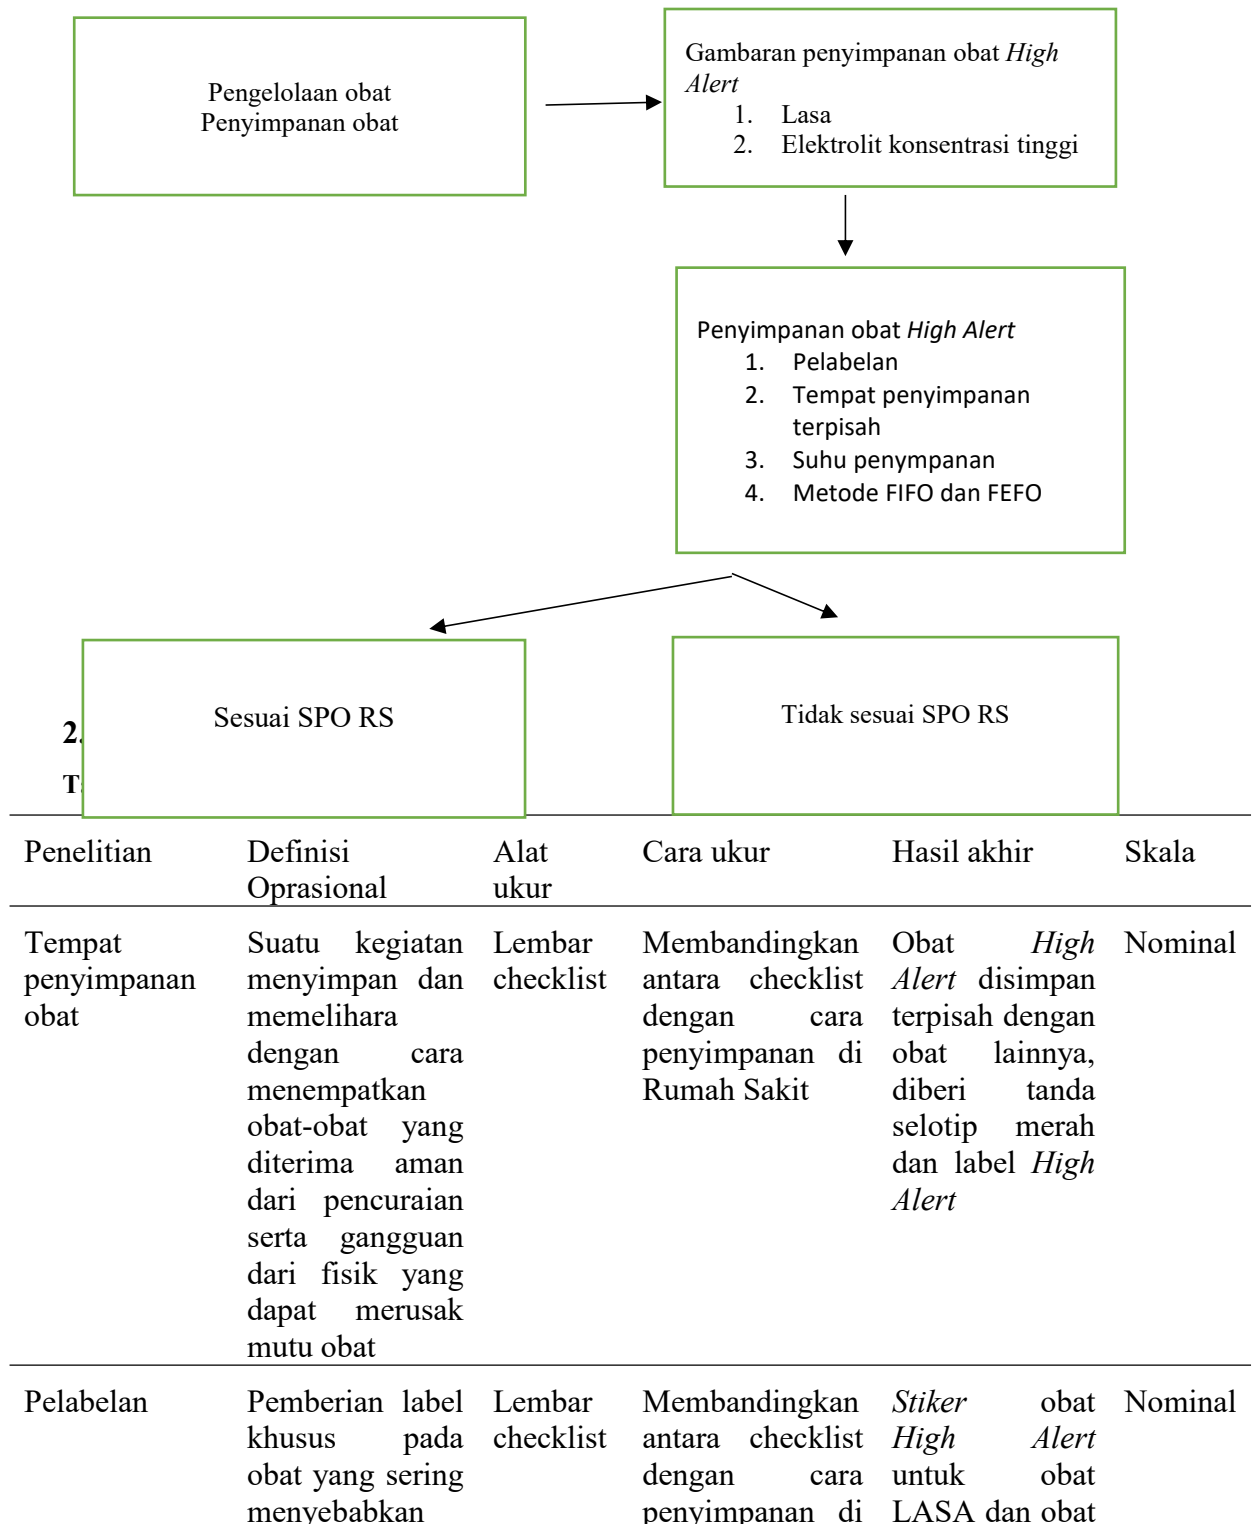 Pengelolaan obat
Penyimpanan obat
Gambaran penyimpanan obat High
Alert
1. Lasa
2. Elektrolit konsentrasi tinggi
Penyimpanan obat High Alert
1. Pelabelan
2. Tempat penyimpanan
terpisah
3. Suhu penympanan
4. Metode FIFO dan FEFO
Sesuai SPO RS
Tidak sesuai SPO RS
2.
Penelitian
Definisi
Oprasional
Alat
ukur
Cara ukur
Hasil akhir
Skala
Tempat
penyimpanan
obat
Suatu kegiatan
menyimpan dan
memelihara
dengan cara
menempatkan
obat-obat yang
diterima aman
dari pencuraian
serta gangguan
dari fisik yang
dapat merusak
mutu obat
Lembar
checklist
Membandingkan
antara checklist
dengan cara
penyimpanan di
Rumah Sakit
Obat High
Alert disimpan
terpisah dengan
obat lainnya,
diberi tanda
selotip merah
dan label High
Alert
Nominal
Pelabelan
Pemberian label
khusus pada
obat yang sering
menyebabkan
Lembar
checklist
Membandingkan
antara checklist
dengan cara
penyimpanan di
Stiker obat
High Alert
untuk obat
LASA dan obat
Nominal